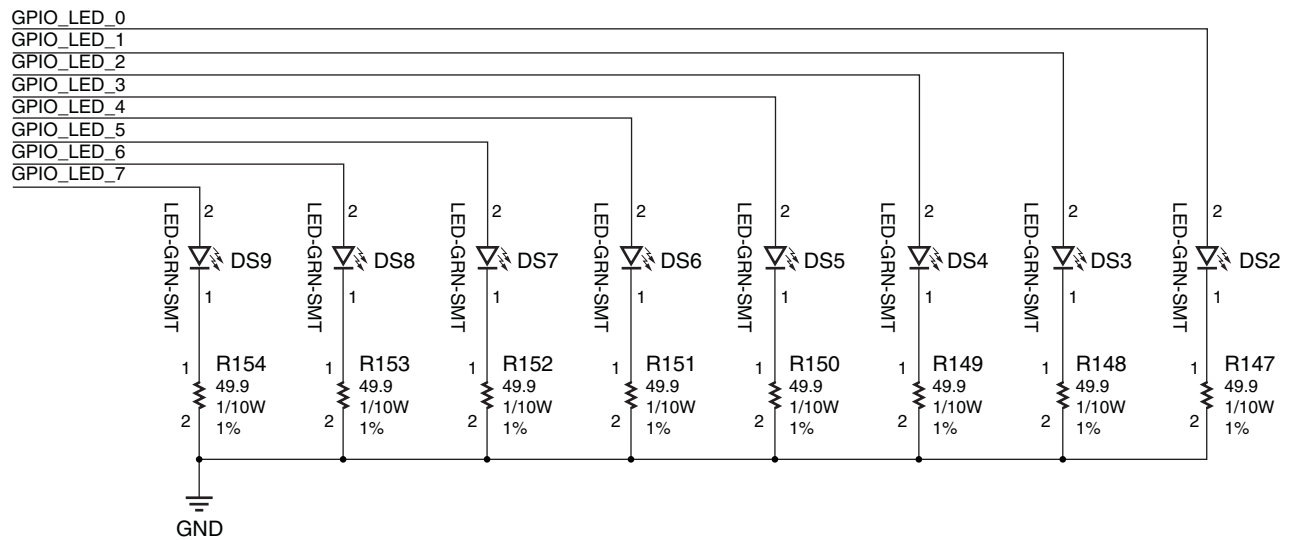 GPIO_LED_0
GPIO_LED_1
GPIO_LED_2
GPIO_LED_3
GPIO_LED_4
GPIO_LED_5
GPIO_LED_6
GPIO_LED_7
2 2 2 2 2 2 2 2
LED-GRN-SMT LED-GRN-SMT LED-GRN-SMT LED-GRN-SMT LED-GRN-SMT LED-GRN-SMT LED-GRN-SMT LED-GRN-SMT
DS9 DS8 DS7 DS6 DS5 DS4 DS3 DS2
1 1 1 1 1 1 1 1
1 R154 1 R153 1 R152 1 R151 1 R150 1 R149 1 R148 1 R147
49.9 49.9 49.9 49.9 49.9 49.9 49.9 49.9
1/10W 1/10W 1/10W 1/10W 1/10W 1/10W 1/10W 1/10W
2 1% 2 1% 2 1% 2 1% 2 1% 2 1% 2 1% 2 1%
GND